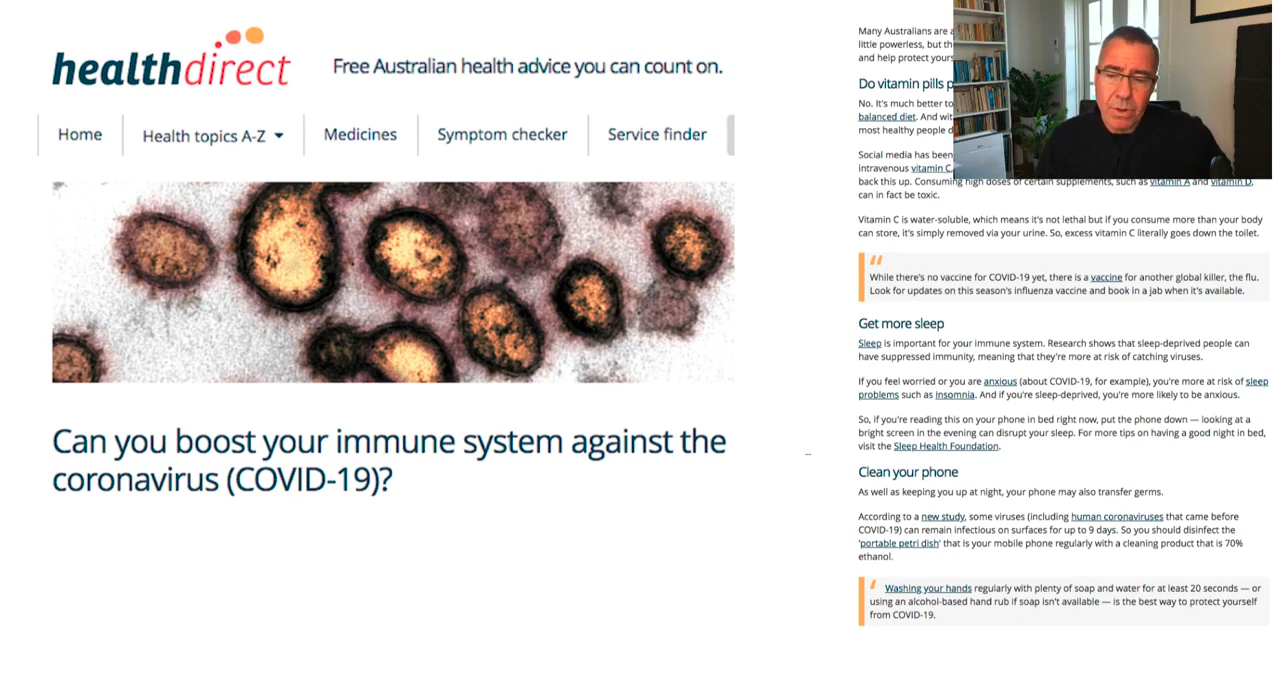 healthdirect
Free Australian health advice you can count on.
Home
Health topics A-Z
Medicines
Symptom checker
Service finder
Can you boost your immune system against the
coronavirus (COVID-19)?
Many Australians are
little powerless, but
and help protect
Do vitamin pills
No. It's much better to
balanced diet. And
most healthy people
Social media has been
intravenous vitamin C
back this up. Consuming high doses of certain supplements, such as vitamin A and vitamin D,
can in fact be toxic.
Vitamin C is water-soluble, which means it's not lethal but if you consume more than your body
can store, it's simply removed via your urine. So, excess vitamin C literally goes down the toilet.
"
While there's no vaccine for COVID-19 yet, there is a vaccine for another global killer, the flu.
Look for updates on this season's influenza vaccine and book in a jab when it's available.
Get more sleep
Sleep is important for your immune system. Research shows that sleep-deprived people can
have suppressed immunity, meaning that they're more at risk of catching viruses.
If you feel worried or you are anxious (about COVID-19, for example), you're more at risk of sleep
problems such as insomnia. And if you're sleep-deprived, you're more likely to be anxious.
So, if you're reading this on your phone in bed right now, put the phone down — looking at a
bright screen in the evening can disrupt your sleep. For more tips on having a good night in bed,
visit the Sleep Health Foundation.
Clean your phone
As well as keeping you up at night, your phone may also transfer germs.
According to a new study, some viruses (including human coronaviruses that came before
COVID-19) can remain infectious on surfaces for up to 9 days. So you should disinfect the
'portable petri dish' that is your mobile phone regularly with a cleaning product that is 70%
ethanol.
' Washing your hands regularly with plenty of soap and water for at least 20 seconds — or
using an alcohol-based hand rub if soap isn't available — is the best way to protect yourself
from COVID-19.